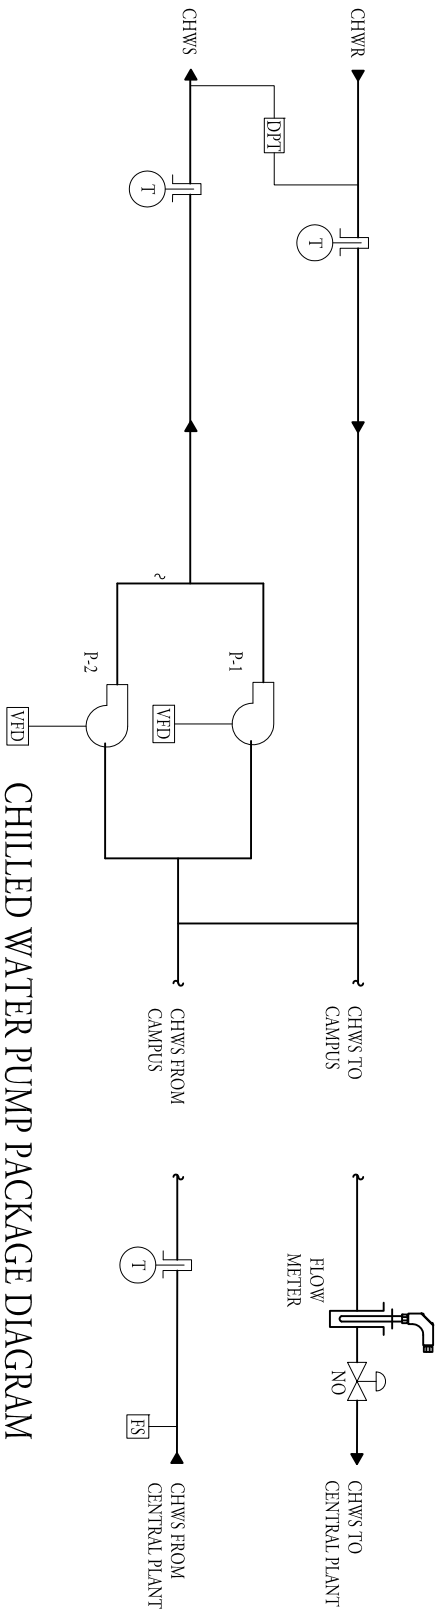 CHWR
CHWS
DPT
T
T
P-1
VFD
P-2
VFD
CHWS TO
CAMPUS
CHWS FROM
CAMPUS
FLOW
METER
NO
T
FS
CHWS TO
CENTRAL PLANT
CHWS FROM
CENTRAL PLANT
CHILLED WATER PUMP PACKAGE DIAGRAM